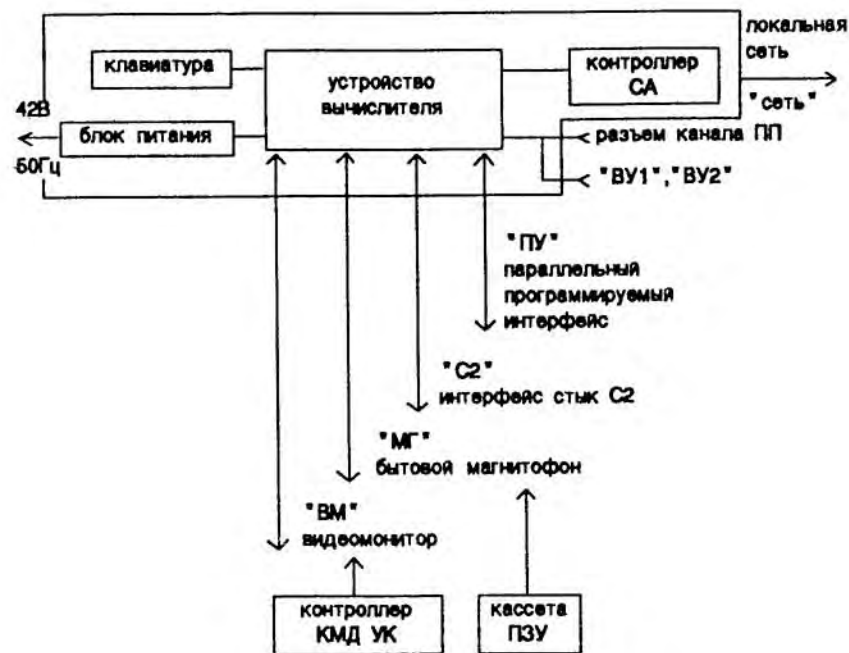 локальная
сеть
клавиатура
устройство
вычислителя
контроллер
СА
42В
"сеть"
блок питания
разъем канала ПП
50Гц
"ВУ1","ВУ2"
"ПУ"
параллельный
программируемый
интерфейс
"С2"
интерфейс стык С2
"МГ"
бытовой магнитофон
"ВМ"
видеомонитор
контроллер
КМД УК
кассета
ПЗУ